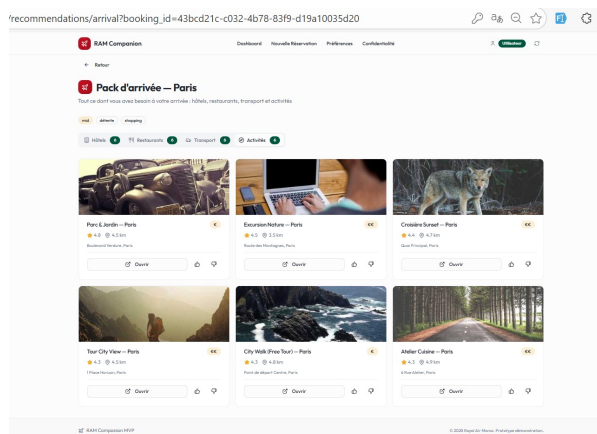 /recommendations/arrival?booking_id=43bcd21c-c032-4b78-83f9-d19a10035d20
RAM Companion Dashboard Nouvelle Réservation Préférences Confidentialité Utilisateur
← Retour
Pack d'arrivée — Paris
Tout ce dont vous avez besoin à votre arrivée : hôtels, restaurants, transport et activités
mid détente shopping
Hôtels 6 Restaurants 6 Transport 5 Activités 6
Parc & Jardin — Paris €
4.6 4.5 km
Boulevard Verdure, Paris
Ouvrir
Excursion Nature — Paris €€
4.5 3.5 km
Route des Montagnes, Paris
Ouvrir
Croisière Sunset — Paris €€
4.4 4.7 km
Quai Principal, Paris
Ouvrir
Tour City View — Paris €€
4.3 4.5 km
1 Place Horizon, Paris
Ouvrir
City Walk (Free Tour) — Paris €
4.3 4.8 km
Point de départ Centre, Paris
Ouvrir
Atelier Cuisine — Paris €€
4.3 4.9 km
6 Rue Atelier, Paris
Ouvrir
RAM Companion MVP
Royal Air Maroc. Prototype démonstration.